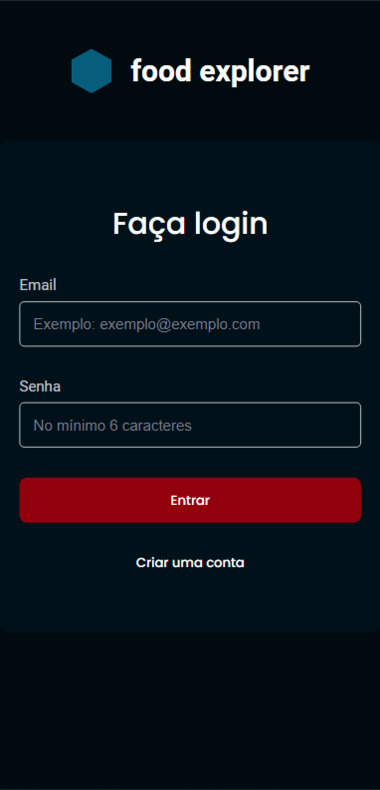 food explorer
Faça login
Email
Exemplo: exemplo@exemplo.com
Senha
No mínimo 6 caracteres
Entrar
Criar uma conta